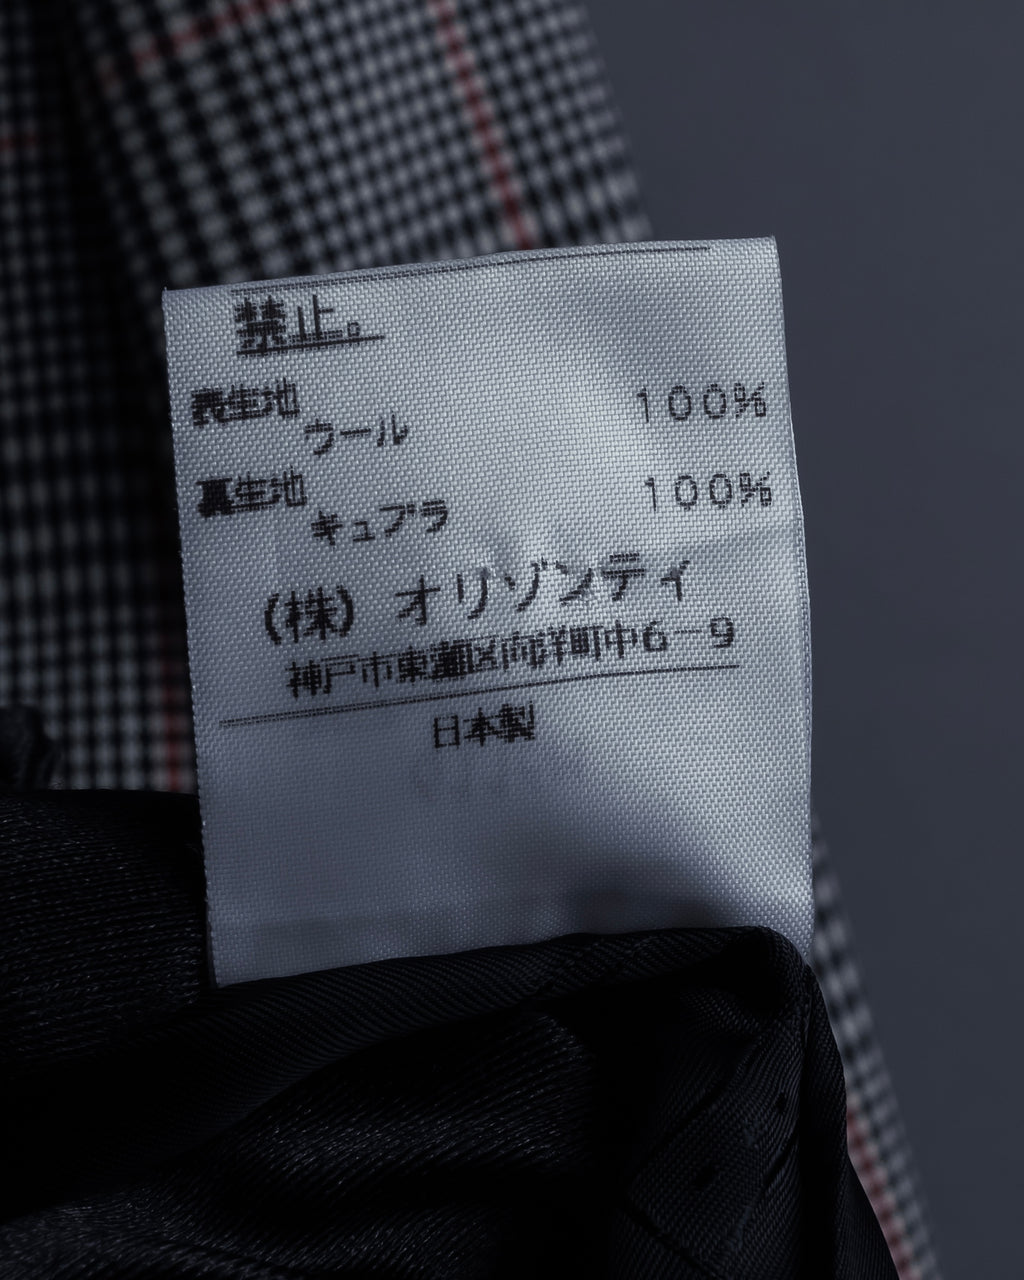 禁止。
表生地
ウール 100%
裏生地
キュプラ 100%
(株) オリゾンティ
神戸市東灘区向洋町中6-9
日本製